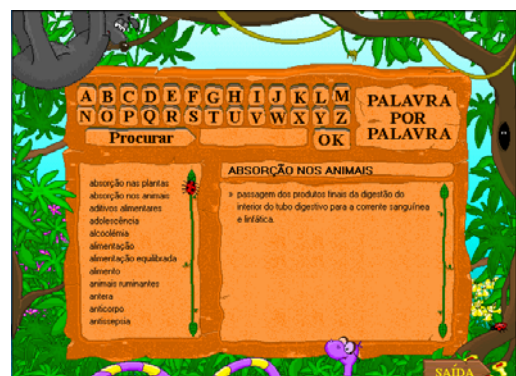 A B C D E F G H I J K L M
N O P Q R S T U V W X Y Z
PALAVRA
POR
PALAVRA
Procurar
OK
absorção nas plantas
absorção nos animais
aditivos alimentares
adolescência
alcoolémia
alimentação
alimentação equilibrada
alimento
animais ruminantes
antera
anticorpo
antissepsia
ABSORÇÃO NOS ANIMAIS
» passagem dos produtos finais da digestão do
interior do tubo digestivo para a corrente sanguínea
e linfática.
SAÍDA